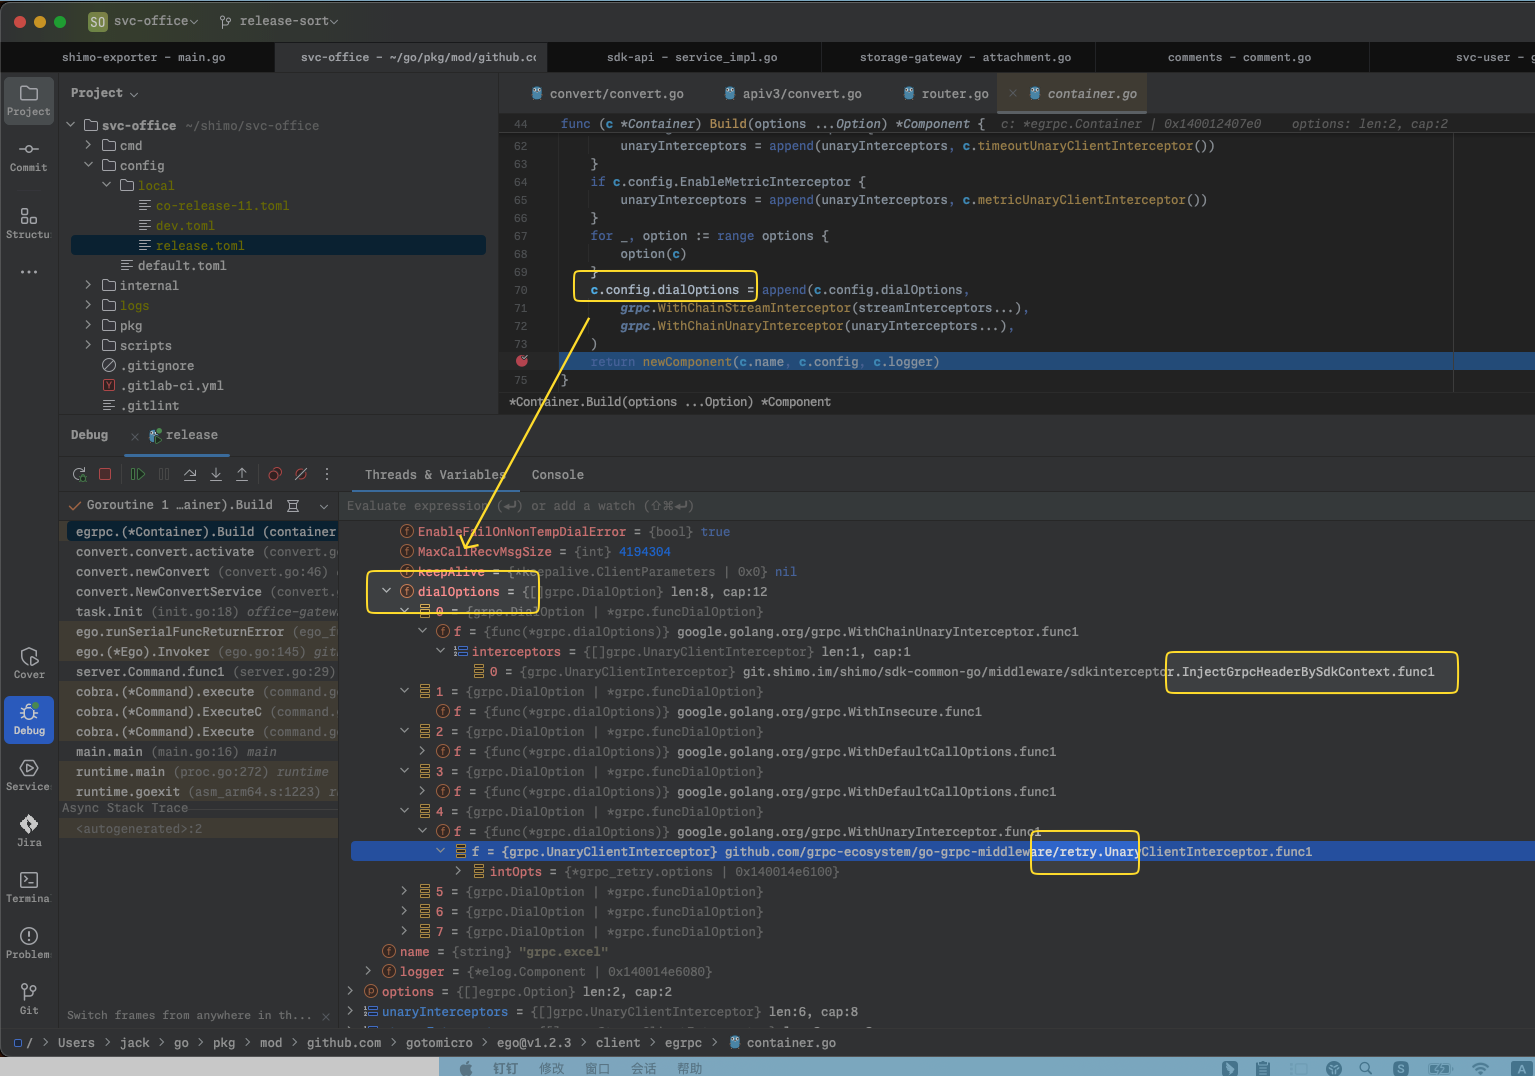 SO svc-office release-sort
shimo-exporter – main.go
svc-office – ~/go/pkg/mod/github.cc
sdk-api – service_impl.go
storage-gateway – attachment.go
comments – comment.go
svc-user –
Project
Commit
Structu
Cover
Debug
Service
Jira
Termina
Problem
Git
Project
svc-office ~/shimo/svc-office
cmd
config
local
co-release-11.toml
dev.toml
release.toml
default.toml
internal
logs
pkg
scripts
.gitignore
.gitlab-ci.yml
.gitlint
convert/convert.go apiv3/convert.go router.go container.go
44 func (c *Container) Build(options ...Option) *Component { c: *egrpc.Container | 0x140012407e0 options: len:2, cap:2
62 unaryInterceptors = append(unaryInterceptors, c.timeoutUnaryClientInterceptor())
63 }
64 if c.config.EnableMetricInterceptor {
65 unaryInterceptors = append(unaryInterceptors, c.metricUnaryClientInterceptor())
66 }
67 for _, option := range options {
68 option(c)
69 }
70 c.config.dialOptions = append(c.config.dialOptions,
71 grpc.WithChainStreamInterceptor(streamInterceptors...),
72 grpc.WithChainUnaryInterceptor(unaryInterceptors...),
73 )
return newComponent(c.name, c.config, c.logger)
75 }
*Container.Build(options ...Option) *Component
Debug release
Threads & Variables Console
Goroutine 1 …ainer).Build
egrpc.(*Container).Build (container
convert.convert.activate (convert.g
convert.newConvert (convert.go:46) c
convert.NewConvertService (convert.
task.Init (init.go:18) office-gatew
ego.runSerialFuncReturnError (ego_f
ego.(*Ego).Invoker (ego.go:145) git
server.Command.func1 (server.go:29)
cobra.(*Command).execute (command.g
cobra.(*Command).ExecuteC (command.
cobra.(*Command).Execute (command.g
main.main (main.go:16) main
runtime.main (proc.go:272) runtime
runtime.goexit (asm_arm64.s:1223) r
Async Stack Trace
<autogenerated>:2
Switch frames from anywhere in th...
Evaluate expression (↩) or add a watch (⇧⌘↩)
EnableFailOnNonTempDialError = {bool} true
MaxCallRecvMsgSize = {int} 4194304
keepAlive = {*keepalive.ClientParameters | 0x0} nil
dialOptions = {[]grpc.DialOption} len:8, cap:12
0 = {grpc.DialOption | *grpc.funcDialOption}
f = {func(*grpc.dialOptions)} google.golang.org/grpc.WithChainUnaryInterceptor.func1
interceptors = {[]grpc.UnaryClientInterceptor} len:1, cap:1
0 = {grpc.UnaryClientInterceptor} git.shimo.im/shimo/sdk-common-go/middleware/sdkinterceptor.InjectGrpcHeaderBySdkContext.func1
1 = {grpc.DialOption | *grpc.funcDialOption}
f = {func(*grpc.dialOptions)} google.golang.org/grpc.WithInsecure.func1
2 = {grpc.DialOption | *grpc.funcDialOption}
f = {func(*grpc.dialOptions)} google.golang.org/grpc.WithDefaultCallOptions.func1
3 = {grpc.DialOption | *grpc.funcDialOption}
f = {func(*grpc.dialOptions)} google.golang.org/grpc.WithDefaultCallOptions.func1
4 = {grpc.DialOption | *grpc.funcDialOption}
f = {func(*grpc.dialOptions)} google.golang.org/grpc.WithUnaryInterceptor.func1
f = {grpc.UnaryClientInterceptor} github.com/grpc-ecosystem/go-grpc-middleware/retry.UnaryClientInterceptor.func1
intOpts = {*grpc_retry.options | 0x140014e6100}
5 = {grpc.DialOption | *grpc.funcDialOption}
6 = {grpc.DialOption | *grpc.funcDialOption}
7 = {grpc.DialOption | *grpc.funcDialOption}
name = {string} "grpc.excel"
logger = {*elog.Component | 0x140014e6080}
options = {[]egrpc.Option} len:2, cap:2
unaryInterceptors = {[]grpc.UnaryClientInterceptor} len:6, cap:8
/ > Users > jack > go > pkg > mod > github.com > gotomicro > ego@v1.2.3 > client > egrpc > container.go
钉钉 修改 窗口 会话 帮助